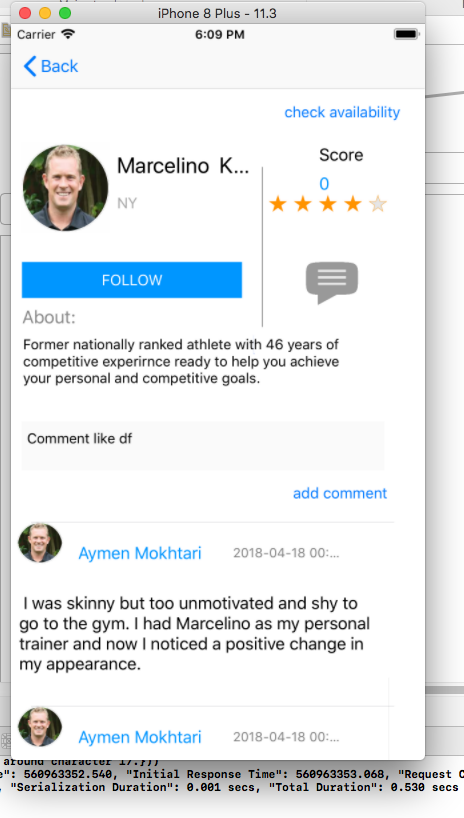 iPhone 8 Plus - 11.3
Carrier 6:09 PM
Back
check availability
Marcelino K...
NY
Score
0
FOLLOW
About:
Former nationally ranked athlete with 46 years of
competitive experirnce ready to help you achieve
your personal and competitive goals.
Comment like df
add comment
Aymen Mokhtari 2018-04-18 00:...
I was skinny but too unmotivated and shy to
go to the gym. I had Marcelino as my personal
trainer and now I noticed a positive change in
my appearance.
Aymen Mokhtari 2018-04-18 00:...
around character 17.}))
e": 560963352.540, "Initial Response Time": 560963353.068, "Request C
, "Serialization Duration": 0.001 secs, "Total Duration": 0.530 secs